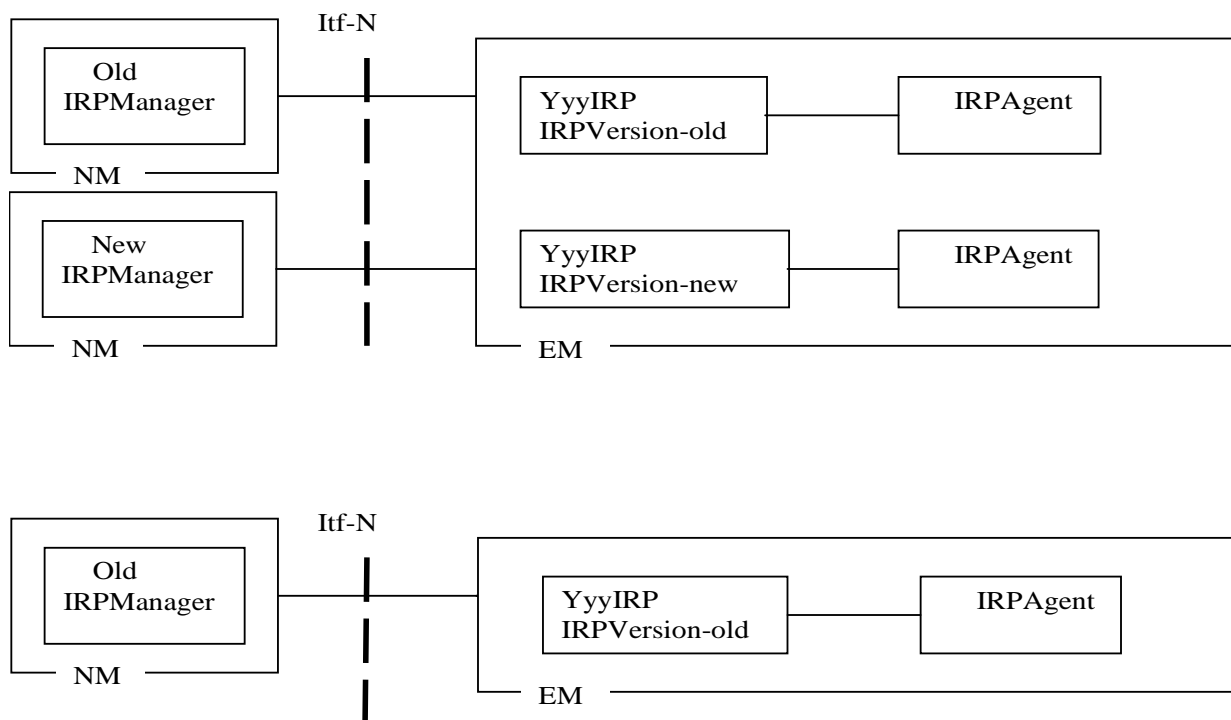 Itf-N
Old
IRPManager
NM
YyyIRP
IRPVersion-old
IRPAgent
New
IRPManager
NM
YyyIRP
IRPVersion-new
IRPAgent
EM
Itf-N
Old
IRPManager
NM
YyyIRP
IRPVersion-old
IRPAgent
EM